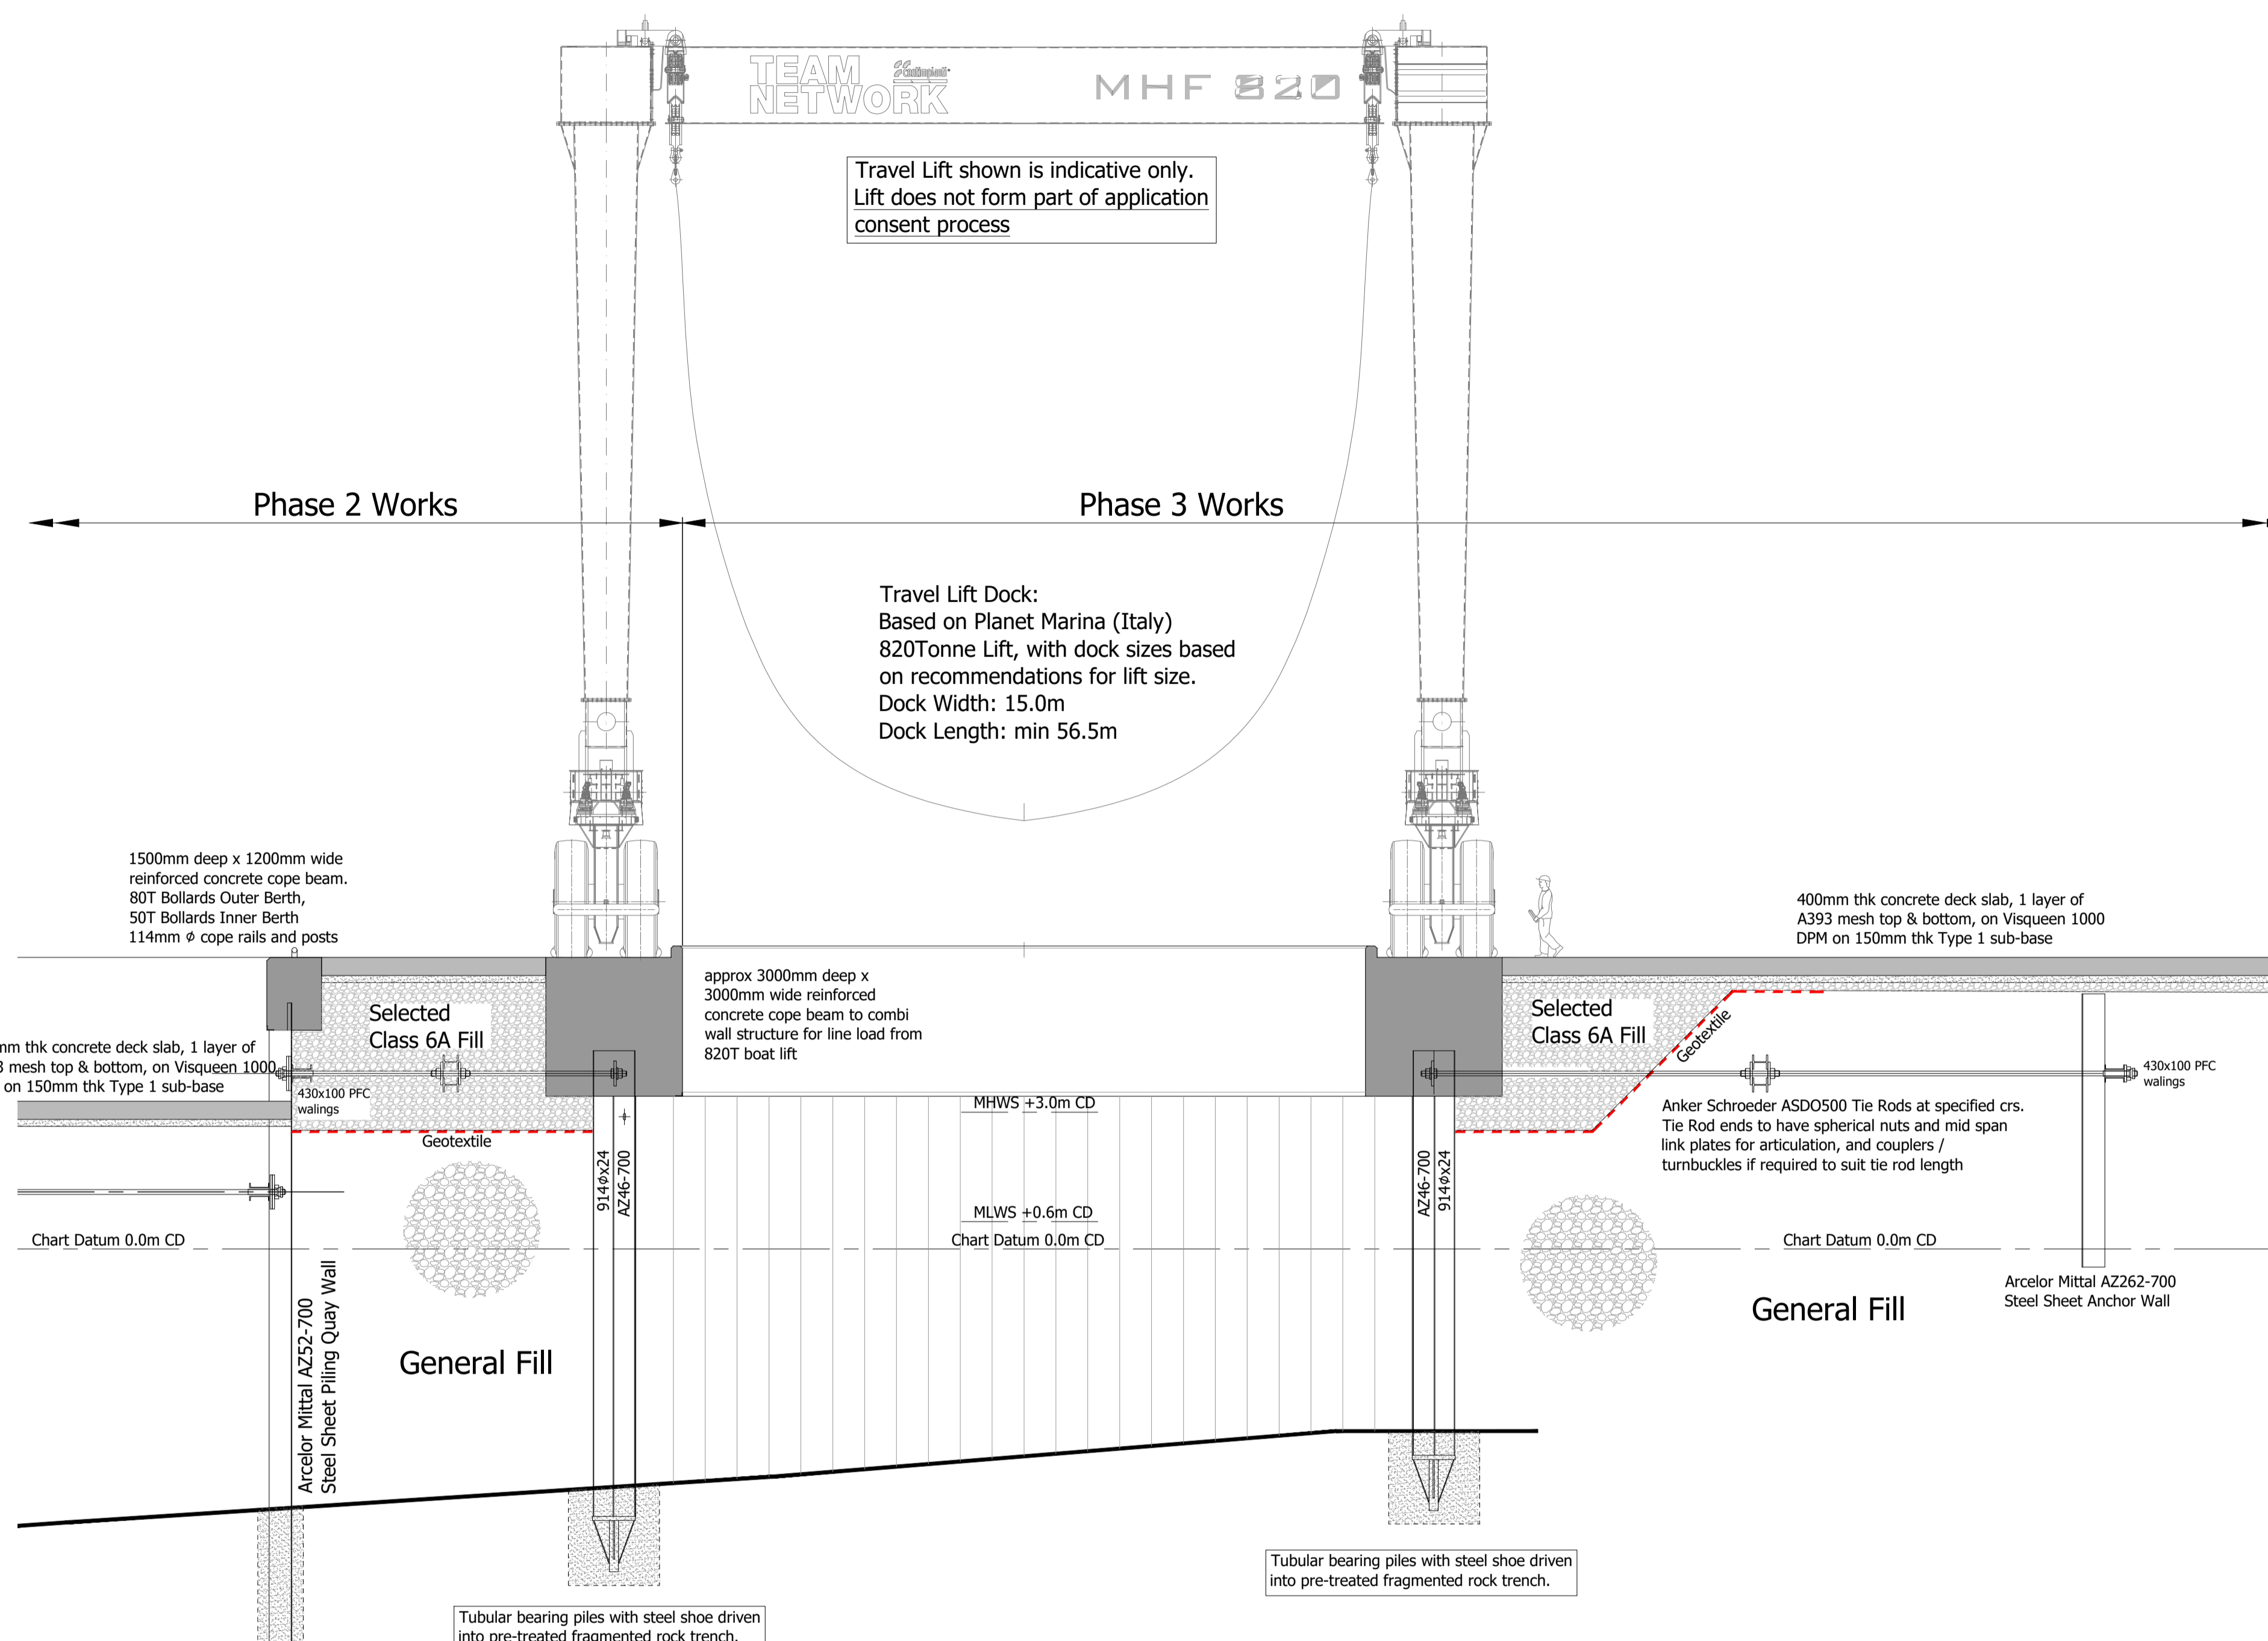 TEAM
NETWORK
MHF 820
Travel Lift shown is indicative only.
Lift does not form part of application
consent process
Phase 2 Works
Phase 3 Works
Travel Lift Dock:
Based on Planet Marina (Italy)
820Tonne Lift, with dock sizes based
on recommendations for lift size.
Dock Width: 15.0m
Dock Length: min 56.5m
1500mm deep x 1200mm wide
reinforced concrete cope beam.
80T Bollards Outer Berth,
50T Bollards Inner Berth
114mm ϕ cope rails and posts
400mm thk concrete deck slab, 1 layer of
A393 mesh top & bottom, on Visqueen 1000
DPM on 150mm thk Type 1 sub-base
approx 3000mm deep x
3000mm wide reinforced
concrete cope beam to combi
wall structure for line load from
820T boat lift
Selected
Class 6A Fill
Selected
Class 6A Fill
Geotextile
thk concrete deck slab, 1 layer of
mesh top & bottom, on Visqueen 1000
on 150mm thk Type 1 sub-base
430x100 PFC
walings
430x100 PFC
walings
Geotextile
MHWS +3.0m CD
Anker Schroeder ASDO500 Tie Rods at specified crs.
Tie Rod ends to have spherical nuts and mid span
link plates for articulation, and couplers /
turnbuckles if required to suit tie rod length
914ϕx24
AZ46-700
AZ46-700
914ϕx24
MLWS +0.6m CD
Chart Datum 0.0m CD
Chart Datum 0.0m CD
Chart Datum 0.0m CD
Arcelor Mittal AZ52-700
Steel Sheet Piling Quay Wall
General Fill
General Fill
Arcelor Mittal AZ262-700
Steel Sheet Anchor Wall
Tubular bearing piles with steel shoe driven
into pre-treated fragmented rock trench.
Tubular bearing piles with steel shoe driven
into pre-treated fragmented rock trench.